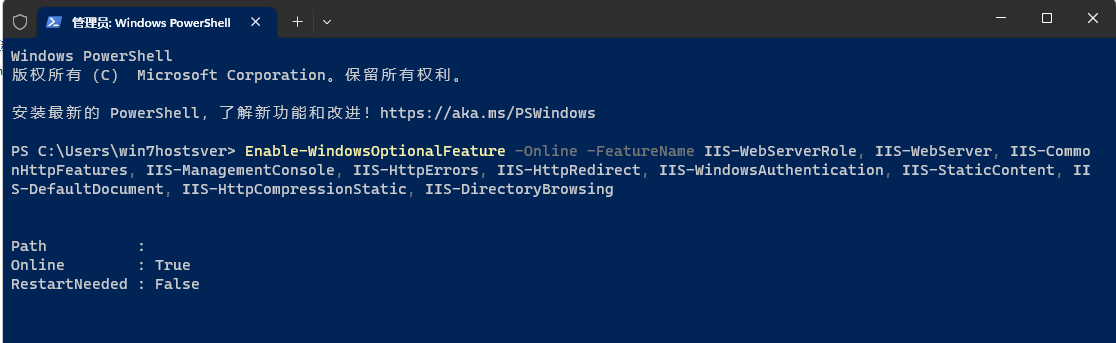 管理员: Windows PowerShell
Windows PowerShell
版权所有 (C)  Microsoft Corporation。保留所有权利。
安装最新的 PowerShell，了解新功能和改进！https://aka.ms/PSWindows
PS C:\Users\win7hostsver> Enable-WindowsOptionalFeature -Online -FeatureName IIS-WebServerRole, IIS-WebServer, IIS-Commo
nHttpFeatures, IIS-ManagementConsole, IIS-HttpErrors, IIS-HttpRedirect, IIS-WindowsAuthentication, IIS-StaticContent, II
S-DefaultDocument, IIS-HttpCompressionStatic, IIS-DirectoryBrowsing
Path          :
Online        : True
RestartNeeded : False